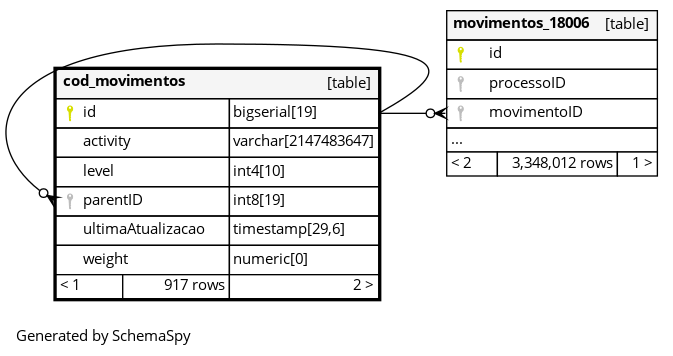 movimentos_18006 [table]
id
processoID
movimentoID
...
< 2 3,348,012 rows 1 >
cod_movimentos [table]
id bigserial[19]
activity varchar[2147483647]
level int4[10]
parentID int8[19]
ultimaAtualizacao timestamp[29,6]
weight numeric[0]
< 1 917 rows 2 >
Generated by SchemaSpy